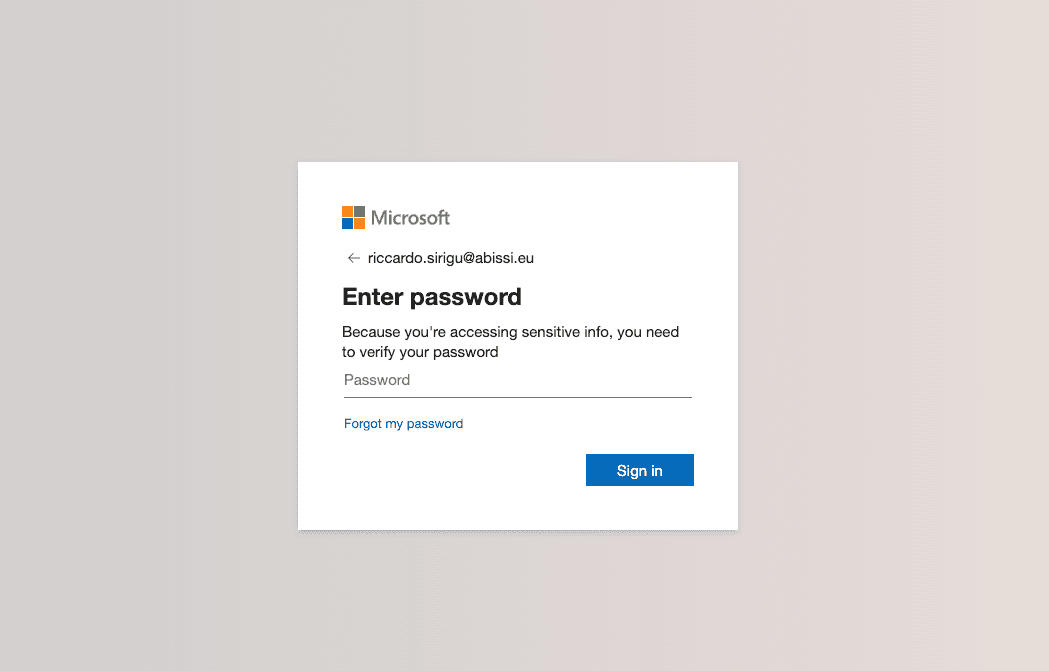 Microsoft
riccardo.sirigu@abissi.eu
Enter password
Because you're accessing sensitive info, you need
to verify your password
Password
Forgot my password
Sign in